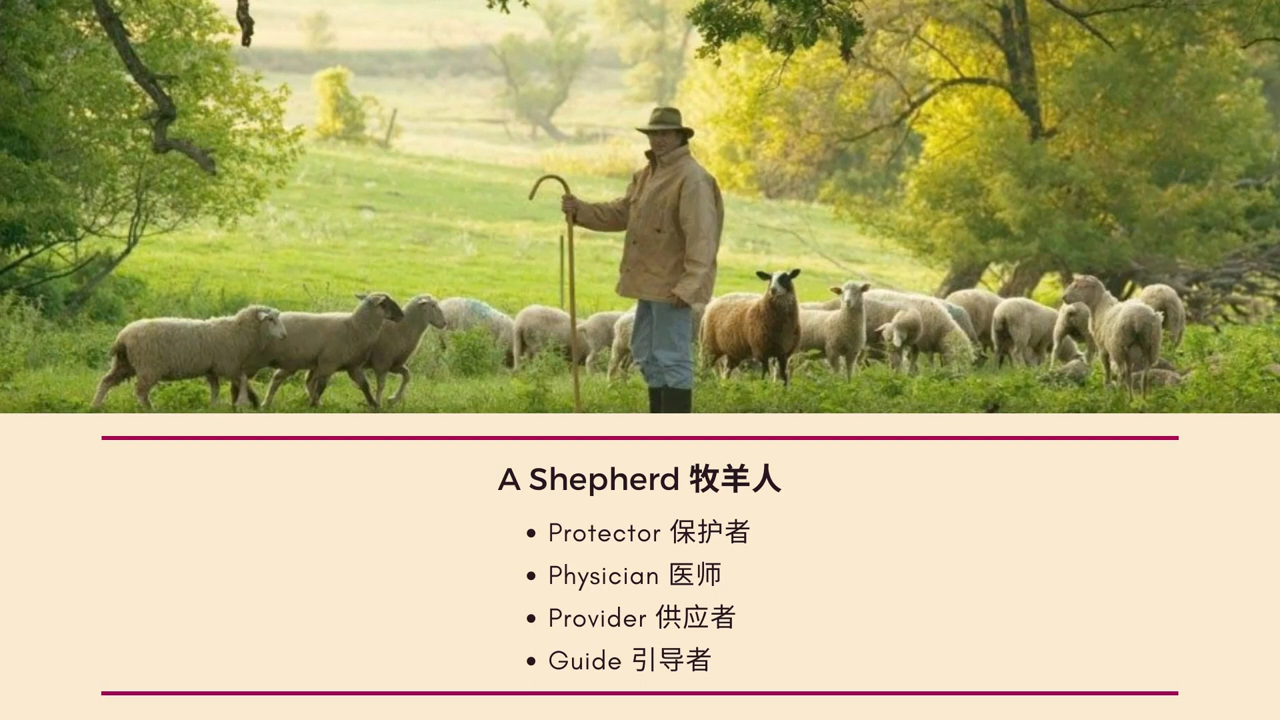 A Shepherd 牧羊人
• Protector 保护者
• Physician 医师
• Provider 供应者
• Guide 引导者